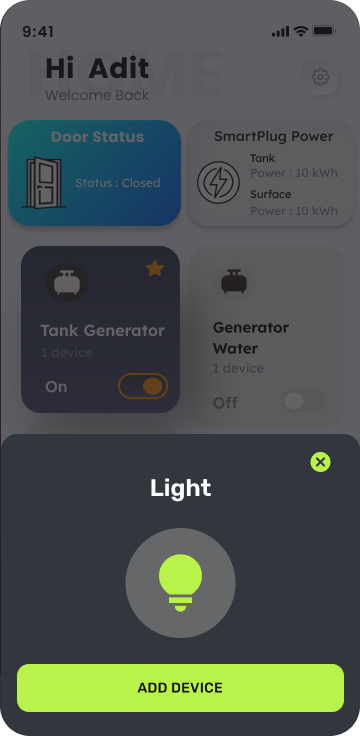 9:41
HOME
Hi Adit
Welcome Back
Door Status
Status : Closed
SmartPlug Power
Tank
Power : 10 kWh
Surface
Power : 10 kWh
Tank Generator
1 device
On
Generator
Water
1 device
Off
Light
ADD DEVICE